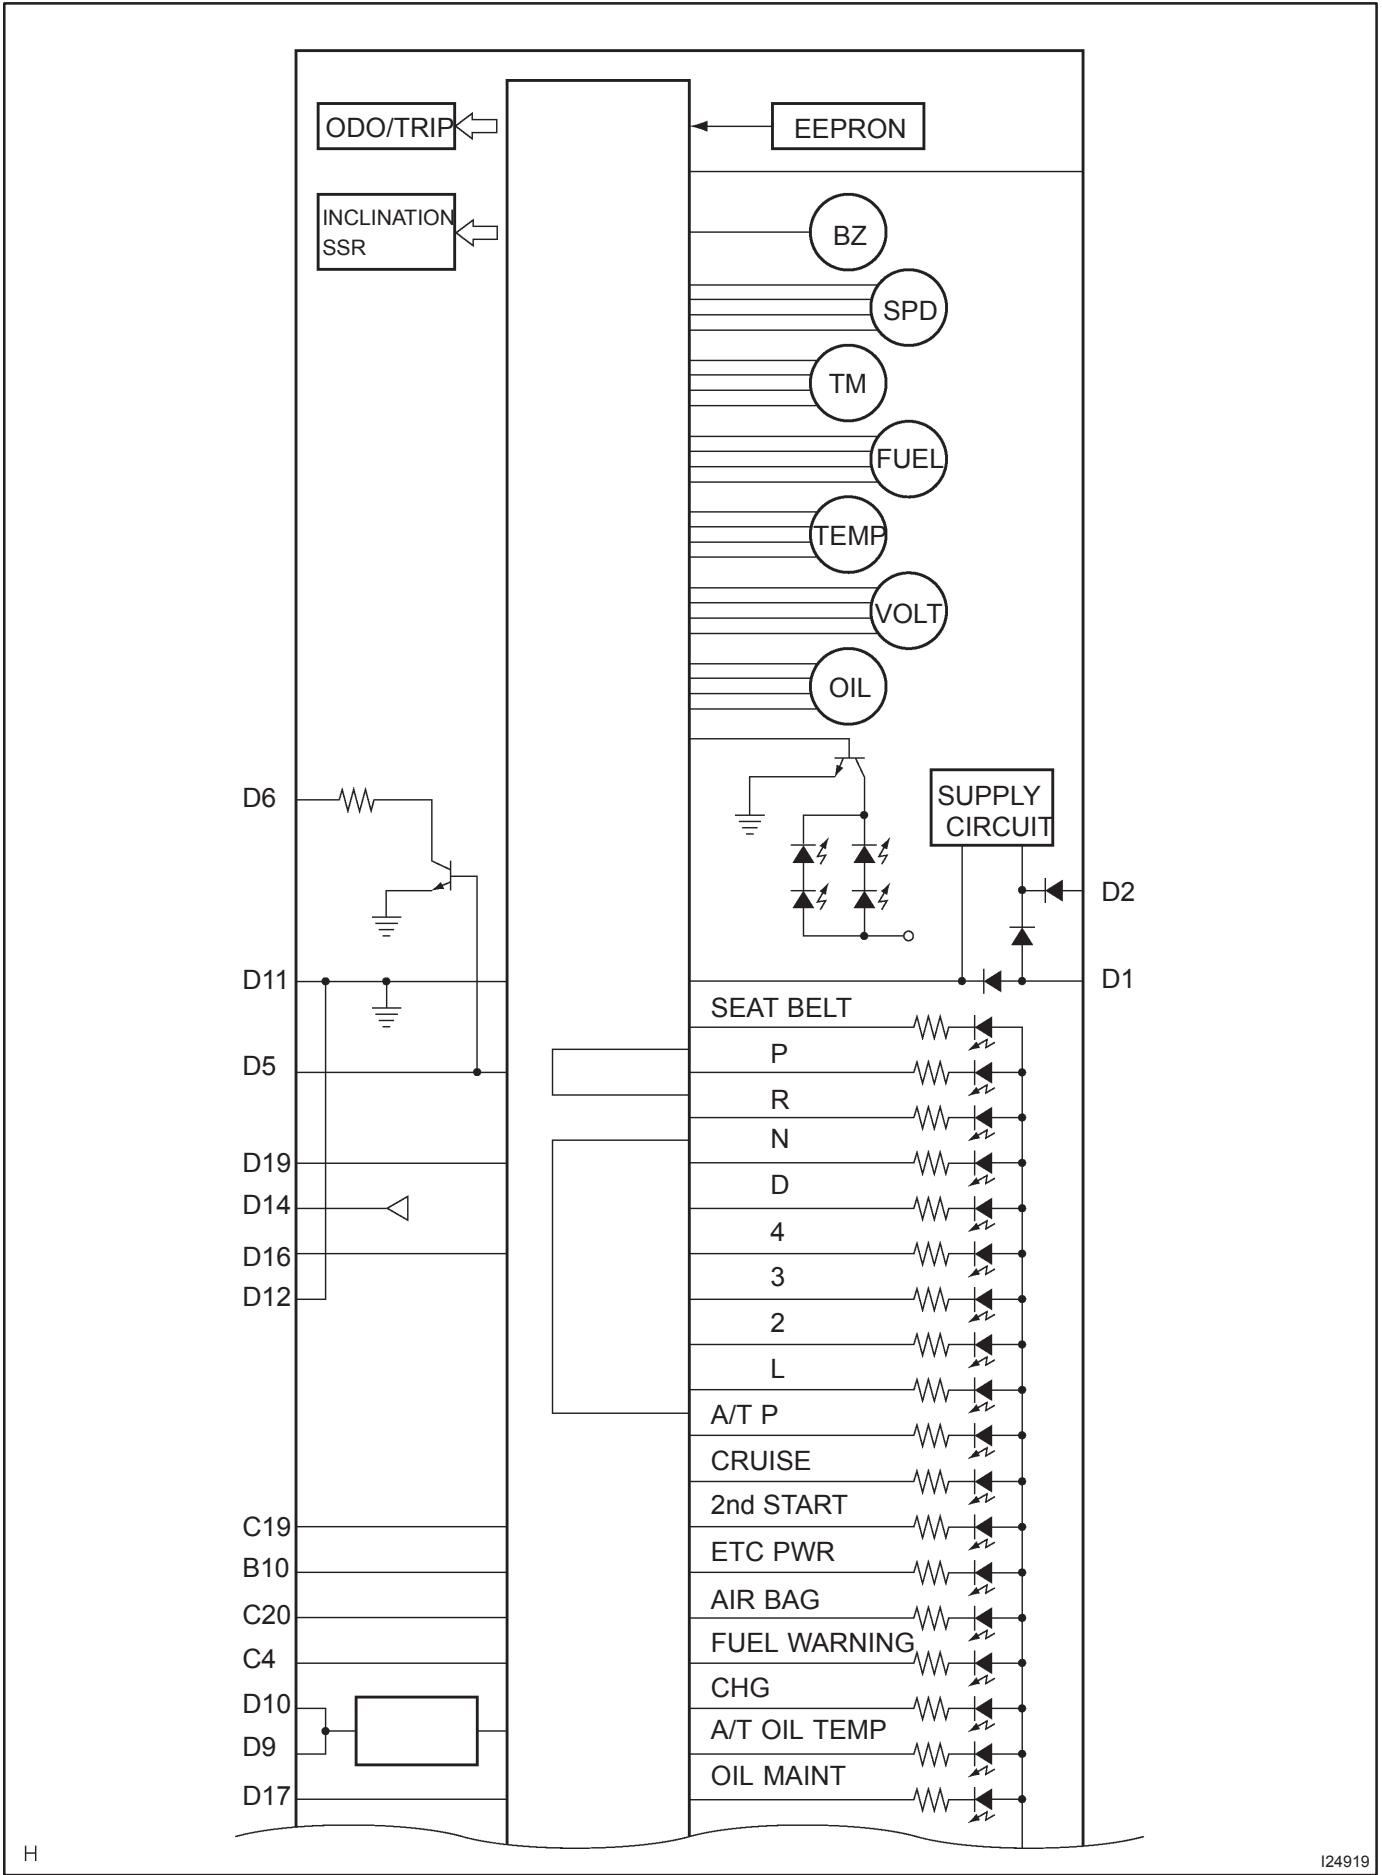 ODO/TRIP
EEPRON
INCLINATION
SSR
BZ
SPD
TM
FUEL
TEMP
VOLT
OIL
D6
SUPPLY
CIRCUIT
D2
D11
D1
SEAT BELT
P
D5
R
N
D19
D
D14
4
D16
3
D12
2
L
A/T P
CRUISE
2nd START
C19
ETC PWR
B10
AIR BAG
C20
FUEL WARNING
C4
CHG
D10
A/T OIL TEMP
D9
OIL MAINT
D17
H
I24919